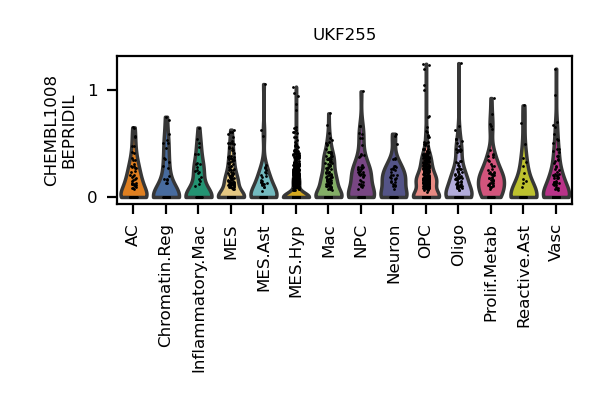 UKF255
CHEMBL1008
BEPRIDIL
1
0
AC
Chromatin.Reg
Inflammatory.Mac
MES
MES.Ast
MES.Hyp
Mac
NPC
Neuron
OPC
Oligo
Prolif.Metab
Reactive.Ast
Vasc